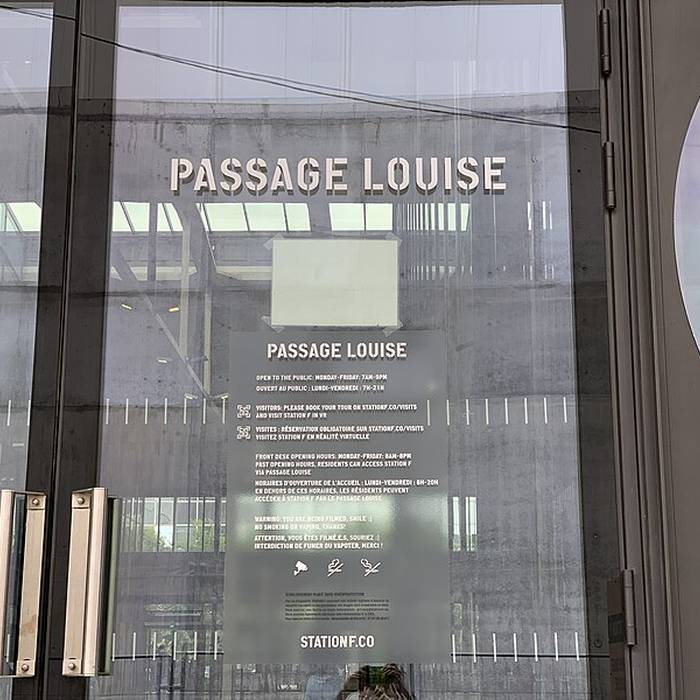 PASSAGE LOUISE
PASSAGE LOUISE
OPEN TO THE PUBLIC: MONDAY-FRIDAY: 7AM-9PM
OUVERT AU PUBLIC : LUNDI-VENDREDI : 7H-21H
VISITORS: PLEASE BOOK YOUR TOUR ON STATIONF.CO/VISITS
AND VISIT STATION F IN VR
VISITES : RÉSERVATION OBLIGATOIRE SUR STATIONF.CO/VISITS
VISITEZ STATION F EN RÉALITÉ VIRTUELLE
FRONT DESK OPENING HOURS: MONDAY-FRIDAY: 8AM-8PM
PAST OPENING HOURS, RESIDENTS CAN ACCESS STATION F
VIA PASSAGE LOUISE
HORAIRES D'OUVERTURE DE L'ACCUEIL : LUNDI-VENDREDI : 8H-20H
EN DEHORS DE CES HORAIRES, LES RÉSIDENTS PEUVENT
ACCÉDER À STATION F PAR LE PASSAGE LOUISE
WARNING: YOU ARE BEING FILMED, SMILE :)
NO SMOKING OR VAPING, THANKS!
ATTENTION, VOUS ÊTES FILMÉ.E.S, SOURIEZ :)
INTERDICTION DE FUMER OU VAPOTER, MERCI !
ÉTABLISSEMENT PLACÉ SOUS VIDÉOPROTECTION
STATIONF.CO